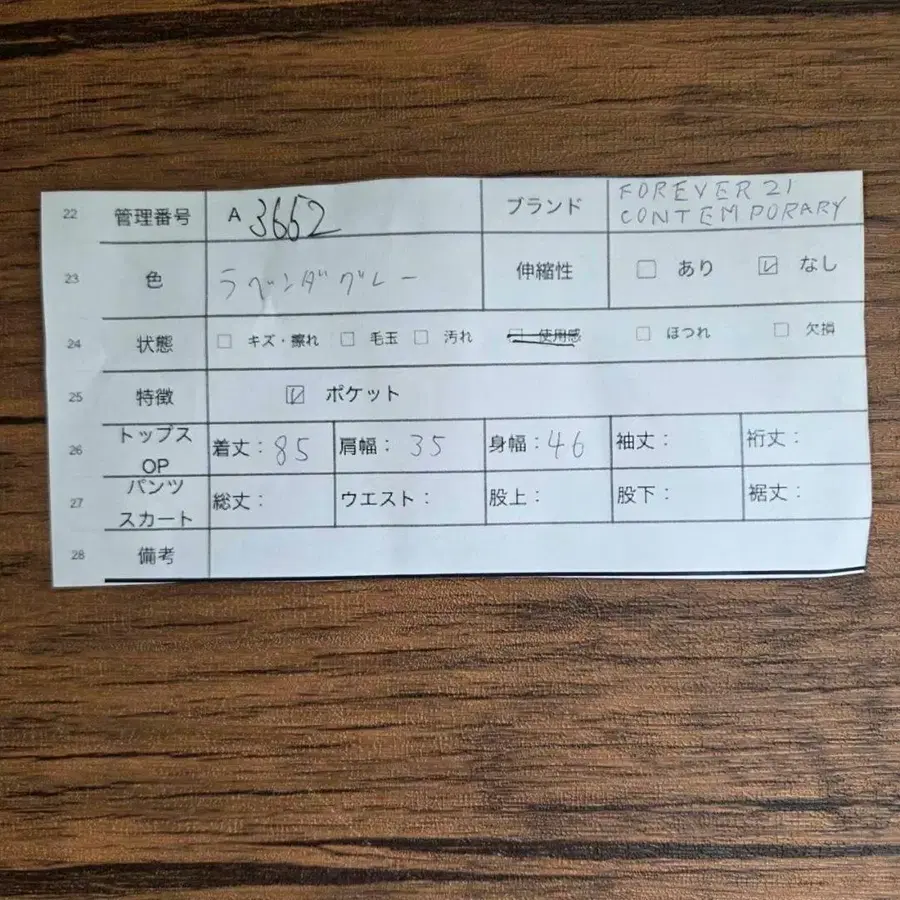 22 管理番号 A 3652 ブランド FOREVER 21 CONTEMPORARY
23 色 ラベンダグレー 伸縮性 □ あり ☑ なし
24 状態 □ キズ・擦れ □ 毛玉 □ 汚れ □ 使用感 □ ほつれ □ 欠損
25 特徴 ☑ ポケット
26 トップス OP 着丈: 85 肩幅: 35 身幅: 46 袖丈: 裄丈:
27 パンツ スカート 総丈: ウエスト: 股上: 股下: 裾丈:
28 備考